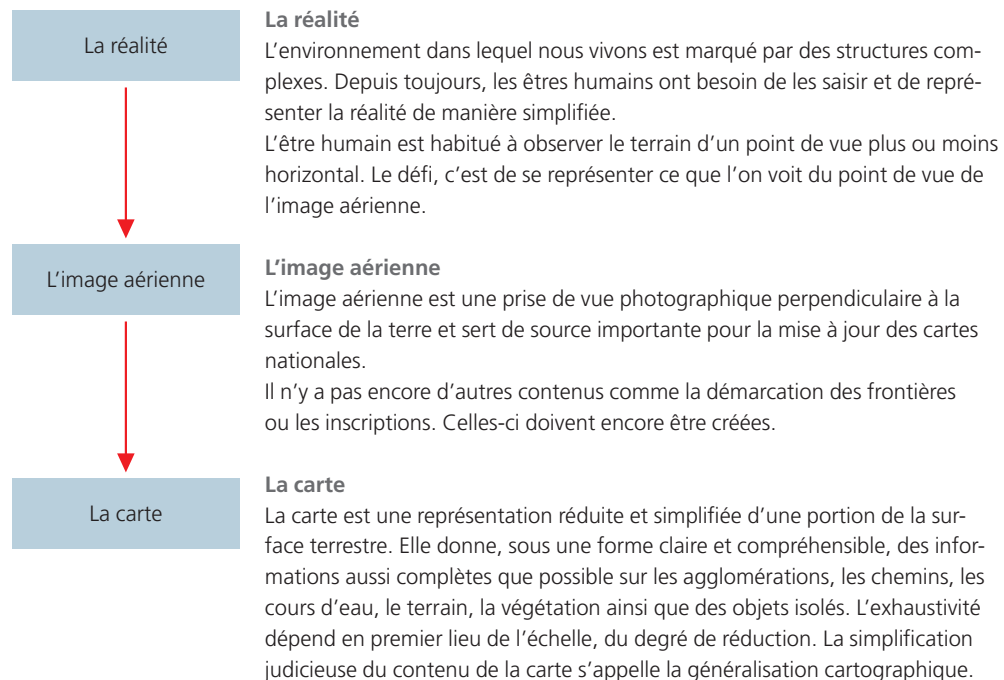 La réalité
La réalité
L’environnement dans lequel nous vivons est marqué par des structures com-
plexes. Depuis toujours, les êtres humains ont besoin de les saisir et de repré-
senter la réalité de manière simplifiée.
L’être humain est habitué à observer le terrain d’un point de vue plus ou moins
horizontal. Le défi, c’est de se représenter ce que l’on voit du point de vue de
l’image aérienne.
L’image aérienne
L’image aérienne
L’image aérienne est une prise de vue photographique perpendiculaire à la
surface de la terre et sert de source importante pour la mise à jour des cartes
nationales.
Il n’y a pas encore d’autres contenus comme la démarcation des frontières
ou les inscriptions. Celles-ci doivent encore être créées.
La carte
La carte
La carte est une représentation réduite et simplifiée d’une portion de la sur-
face terrestre. Elle donne, sous une forme claire et compréhensible, des infor-
mations aussi complètes que possible sur les agglomérations, les chemins, les
cours d’eau, le terrain, la végétation ainsi que des objets isolés. L’exhaustivité
dépend en premier lieu de l’échelle, du degré de réduction. La simplification
judicieuse du contenu de la carte s’appelle la généralisation cartographique.